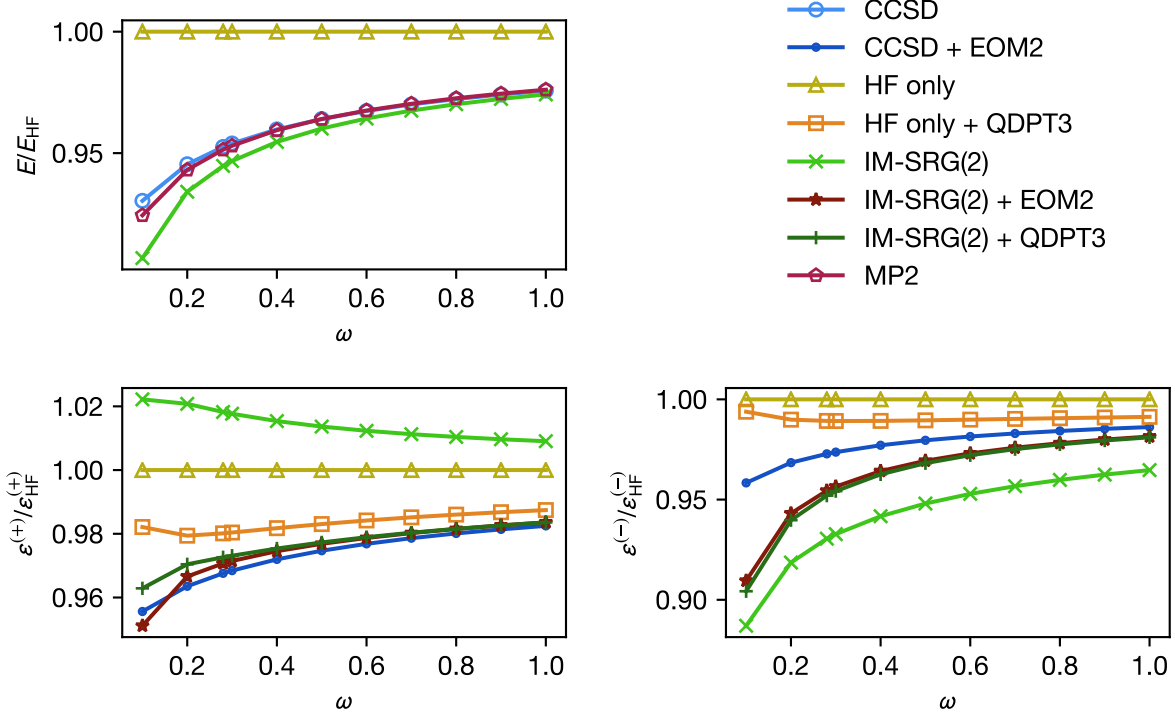 1.00
0.95
E/E_HF
0.2 0.4 0.6 0.8 1.0
ω
CCSD
CCSD + EOM2
HF only
HF only + QDPT3
IM-SRG(2)
IM-SRG(2) + EOM2
IM-SRG(2) + QDPT3
MP2
1.02
1.00
0.98
0.96
ε^(+)/ε_HF^(+)
0.2 0.4 0.6 0.8 1.0
ω
1.00
0.95
0.90
ε^(−)/ε_HF^(−)
0.2 0.4 0.6 0.8 1.0
ω